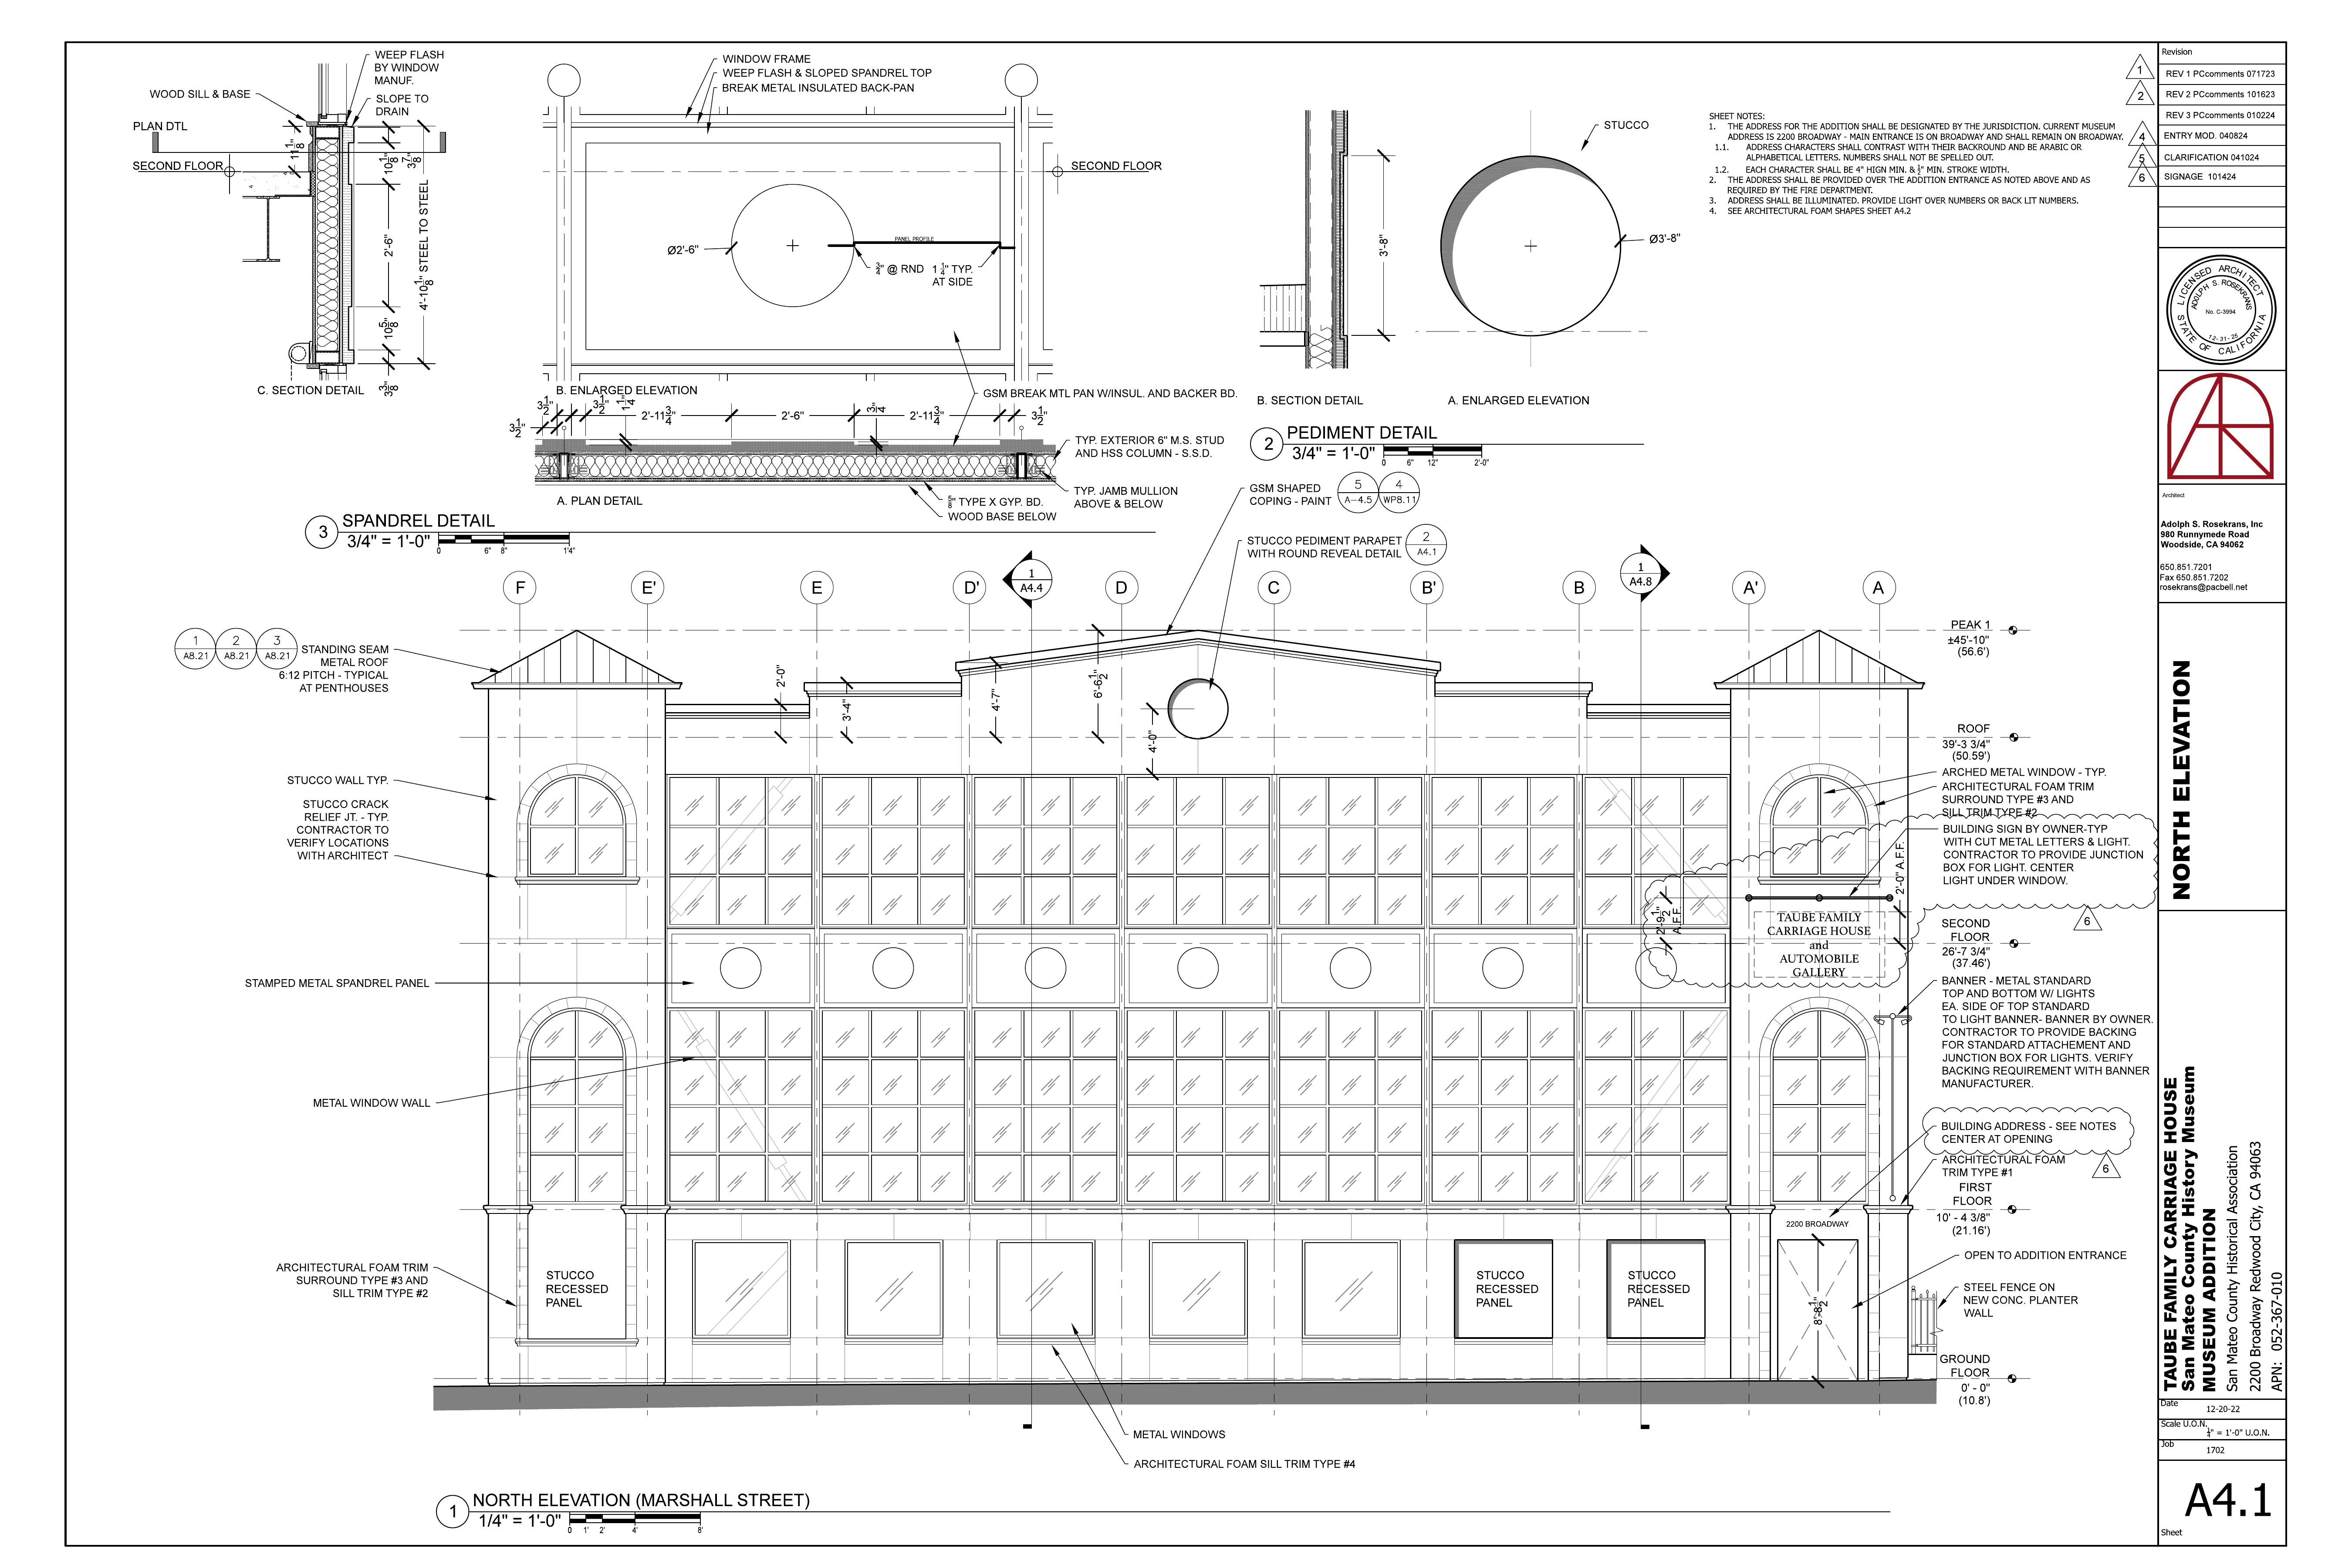 WEEP FLASH
BY WINDOW
MANUF.
WOOD SILL & BASE
SLOPE TO
DRAIN
PLAN DTL
SECOND FLOOR
11 1/8"
10 1/8"
3 7/8"
2'-6"
10 5/8"
3 3/8"
4'-10 1/8" STEEL TO STEEL
C. SECTION DETAIL
WINDOW FRAME
WEEP FLASH & SLOPED SPANDREL TOP
BREAK METAL INSULATED BACK-PAN
SECOND FLOOR
Ø2'-6"
PANEL PROFILE
3/4" @ RND
1 1/4" TYP.
AT SIDE
B. ENLARGED ELEVATION
GSM BREAK MTL PAN W/INSUL. AND BACKER BD.
3 1/2"
3 1/2"
3 1/2"
1 1/4"
2'-11 3/4"
2'-6"
3/4"
2'-11 3/4"
3 1/2"
TYP. EXTERIOR 6" M.S. STUD
AND HSS COLUMN - S.S.D.
TYP. JAMB MULLION
ABOVE & BELOW
5/8" TYPE X GYP. BD.
WOOD BASE BELOW
A. PLAN DETAIL
3
SPANDREL DETAIL
3/4" = 1'-0"
0 6" 8" 1'4"
STUCCO
3'-8"
Ø3'-8"
B. SECTION DETAIL
A. ENLARGED ELEVATION
2
PEDIMENT DETAIL
3/4" = 1'-0"
0 6" 12" 2'-0"
SHEET NOTES:
1. THE ADDRESS FOR THE ADDITION SHALL BE DESIGNATED BY THE JURISDICTION. CURRENT MUSEUM
ADDRESS IS 2200 BROADWAY - MAIN ENTRANCE IS ON BROADWAY AND SHALL REMAIN ON BROADWAY.
1.1. ADDRESS CHARACTERS SHALL CONTRAST WITH THEIR BACKROUND AND BE ARABIC OR
ALPHABETICAL LETTERS. NUMBERS SHALL NOT BE SPELLED OUT.
1.2. EACH CHARACTER SHALL BE 4" HIGN MIN. & 1/2" MIN. STROKE WIDTH.
2. THE ADDRESS SHALL BE PROVIDED OVER THE ADDITION ENTRANCE AS NOTED ABOVE AND AS
REQUIRED BY THE FIRE DEPARTMENT.
3. ADDRESS SHALL BE ILLUMINATED. PROVIDE LIGHT OVER NUMBERS OR BACK LIT NUMBERS.
4. SEE ARCHITECTURAL FOAM SHAPES SHEET A4.2
GSM SHAPED
COPING - PAINT
5
A-4.5
4
WP8.11
STUCCO PEDIMENT PARAPET
WITH ROUND REVEAL DETAIL
2
A4.1
F E' E D' D C B' B A' A
1
A4.4
1
A4.8
1
A8.21
2
A8.21
3
A8.21
STANDING SEAM
METAL ROOF
6:12 PITCH - TYPICAL
AT PENTHOUSES
STUCCO WALL TYP.
STUCCO CRACK
RELIEF JT. - TYP.
CONTRACTOR TO
VERIFY LOCATIONS
WITH ARCHITECT
STAMPED METAL SPANDREL PANEL
METAL WINDOW WALL
ARCHITECTURAL FOAM TRIM
SURROUND TYPE #3 AND
SILL TRIM TYPE #2
2'-0"
3'-4"
4'-7"
6'-6 1/2"
4'-0"
PEAK 1
±45'-10"
(56.6')
ROOF
39'-3 3/4"
(50.59')
ARCHED METAL WINDOW - TYP.
ARCHITECTURAL FOAM TRIM
SURROUND TYPE #3 AND
SILL TRIM TYPE #2
BUILDING SIGN BY OWNER-TYP
WITH CUT METAL LETTERS & LIGHT.
CONTRACTOR TO PROVIDE JUNCTION
BOX FOR LIGHT. CENTER
LIGHT UNDER WINDOW.
2'-0" A.F.F.
2'-9 1/2"
A.F.F.
6
TAUBE FAMILY
CARRIAGE HOUSE
and
AUTOMOBILE
GALLERY
SECOND
FLOOR
26'-7 3/4"
(37.46')
BANNER - METAL STANDARD
TOP AND BOTTOM W/ LIGHTS
EA. SIDE OF TOP STANDARD
TO LIGHT BANNER- BANNER BY OWNER.
CONTRACTOR TO PROVIDE BACKING
FOR STANDARD ATTACHEMENT AND
JUNCTION BOX FOR LIGHTS. VERIFY
BACKING REQUIREMENT WITH BANNER
MANUFACTURER.
BUILDING ADDRESS - SEE NOTES
CENTER AT OPENING
6
ARCHITECTURAL FOAM
TRIM TYPE #1
FIRST
FLOOR
10' - 4 3/8"
(21.16')
2200 BROADWAY
OPEN TO ADDITION ENTRANCE
STEEL FENCE ON
NEW CONC. PLANTER
WALL
8'-8 1/2"
STUCCO
RECESSED
PANEL
STUCCO
RECESSED
PANEL
STUCCO
RECESSED
PANEL
GROUND
FLOOR
0' - 0"
(10.8')
METAL WINDOWS
ARCHITECTURAL FOAM SILL TRIM TYPE #4
1
NORTH ELEVATION (MARSHALL STREET)
1/4" = 1'-0"
0 1' 2' 4' 8'
Revision
1 REV 1 PCcomments 071723
2 REV 2 PCcomments 101623
REV 3 PCcomments 010224
4 ENTRY MOD. 040824
5 CLARIFICATION 041024
6 SIGNAGE 101424
LICENSED ARCHITECT
ADOLPH S. ROSEKRANS
No. C-3994
12-31-25
STATE OF CALIFORNIA
Architect
Adolph S. Rosekrans, Inc
980 Runnymede Road
Woodside, CA 94062
650.851.7201
Fax 650.851.7202
rosekrans@pacbell.net
NORTH ELEVATION
TAUBE FAMILY CARRIAGE HOUSE
San Mateo County History Museum
MUSEUM ADDITION
San Mateo County Historical Association
2200 Broadway Redwood City, CA 94063
APN: 052-367-010
Date
12-20-22
Scale U.O.N.
1/4" = 1'-0" U.O.N.
Job
1702
A4.1
Sheet